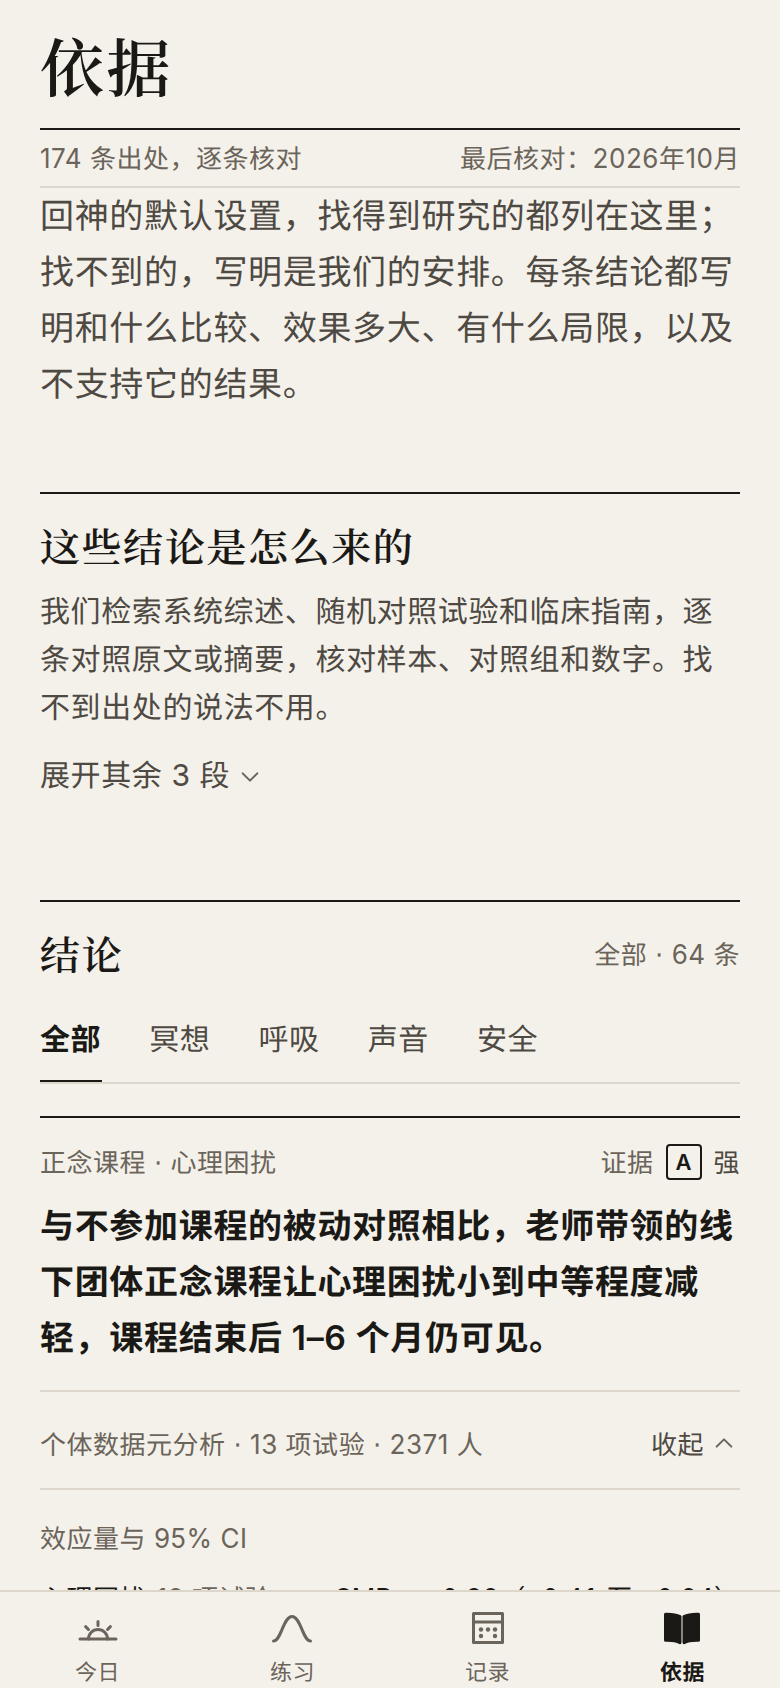 依据
174 条出处，逐条核对
最后核对：2026年10月
回神的默认设置，找得到研究的都列在这里；
找不到的，写明是我们的安排。每条结论都写
明和什么比较、效果多大、有什么局限，以及
不支持它的结果。
这些结论是怎么来的
我们检索系统综述、随机对照试验和临床指南，逐
条对照原文或摘要，核对样本、对照组和数字。找
不到出处的说法不用。
展开其余 3 段
结论
全部 · 64 条
全部 冥想 呼吸 声音 安全
正念课程 · 心理困扰
证据 A 强
与不参加课程的被动对照相比，老师带领的线
下团体正念课程让心理困扰小到中等程度减
轻，课程结束后 1–6 个月仍可见。
个体数据元分析 · 13 项试验 · 2371 人
收起
效应量与 95% CI
今日 练习 记录 依据